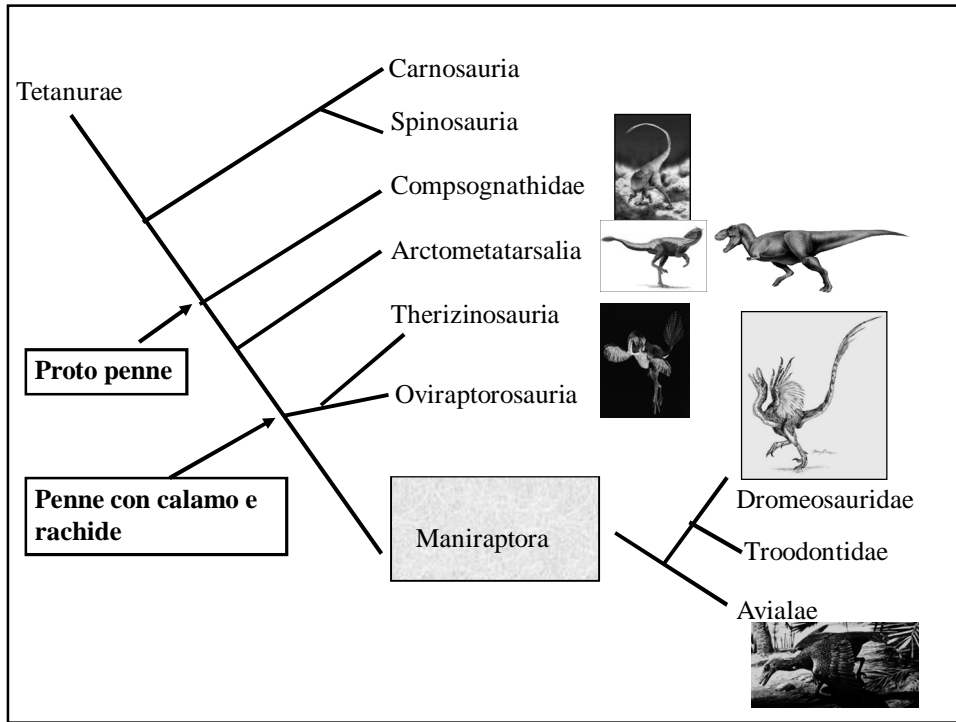 Tetanurae
Carnosauria
Spinosauria
Compsognathidae
Arctometatarsalia
Therizinosauria
Oviraptorosauria
Proto penne
Penne con calamo e
rachide
Maniraptora
Dromeosauridae
Troodontidae
Avialae